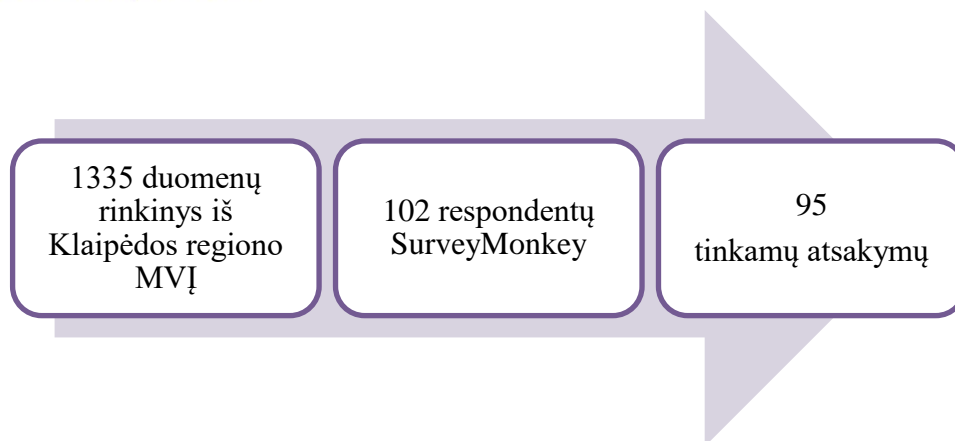 1335 duomenų
rinkinys iš
Klaipėdos regiono
MVĮ
102 respondentų
SurveyMonkey
95
tinkamų atsakymų